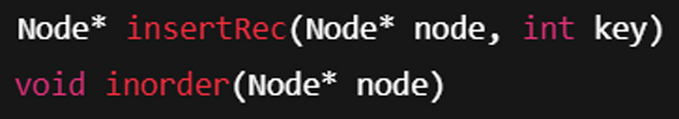 Node* insertRec(Node* node, int key)
void inorder(Node* node)